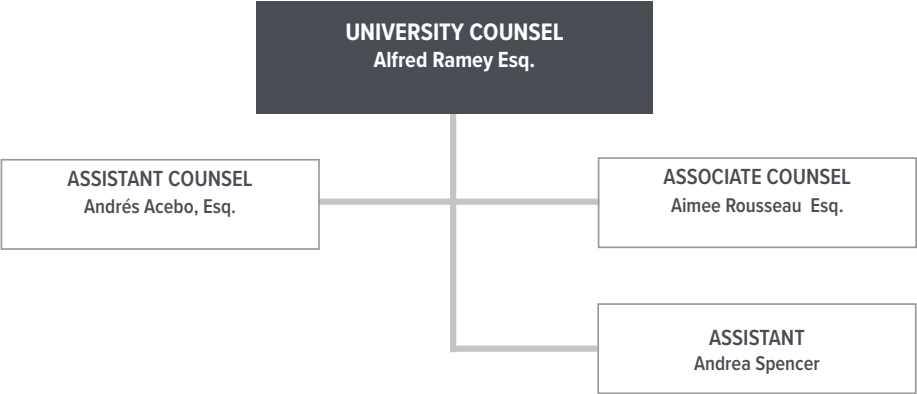 UNIVERSITY COUNSEL
Alfred Ramey Esq.
ASSISTANT COUNSEL
Andrés Acebo, Esq.
ASSOCIATE COUNSEL
Aimee Rousseau Esq.
ASSISTANT
Andrea Spencer